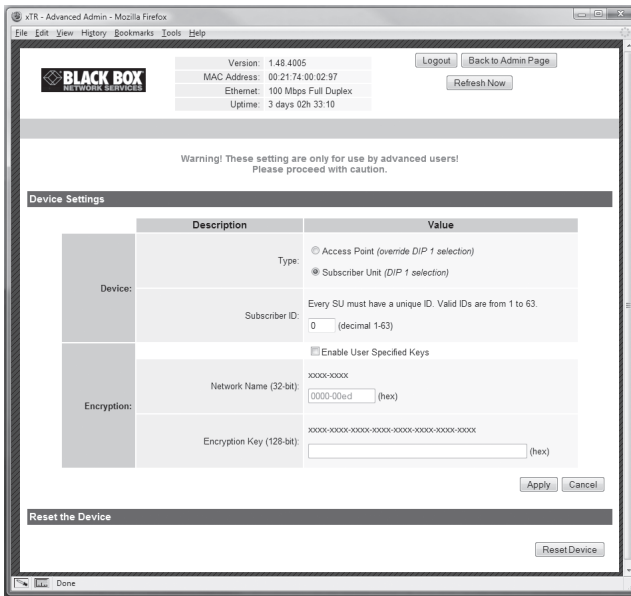 xTR - Advanced Admin - Mozilla Firefox
File Edit View History Bookmarks Tools Help
BLACK BOX
NETWORK SERVICES
Version: 1.48.4005
MAC Address: 00:21:74:00:02:97
Ethernet: 100 Mbps Full Duplex
Uptime: 3 days 02h 33:10
Logout Back to Admin Page
Refresh Now
Warning! These setting are only for use by advanced users!
Please proceed with caution.
Device Settings
Description Value
Device:
Type:
Access Point (override DIP 1 selection)
Subscriber Unit (DIP 1 selection)
Subscriber ID:
Every SU must have a unique ID. Valid IDs are from 1 to 63.
0 (decimal 1-63)
Encryption:
Enable User Specified Keys
Network Name (32-bit):
xxxx-xxxx
0000-00ed (hex)
Encryption Key (128-bit):
xxxx-xxxx-xxxx-xxxx-xxxx-xxxx-xxxx-xxxx
(hex)
Apply Cancel
Reset the Device
Reset Device
Done